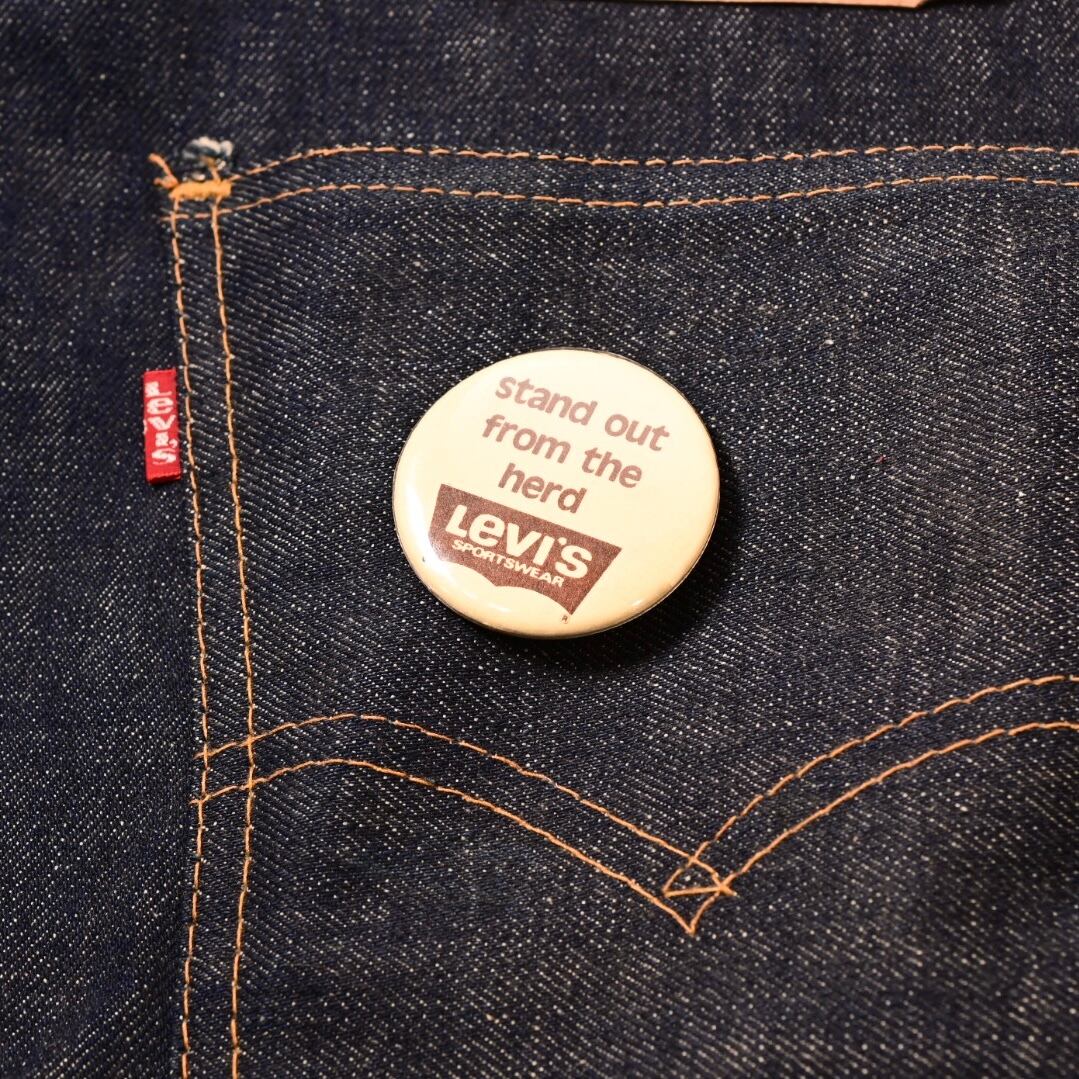 stand out
from the
herd
LeVI'S
SPORTSWEAR
®
LeVI'S